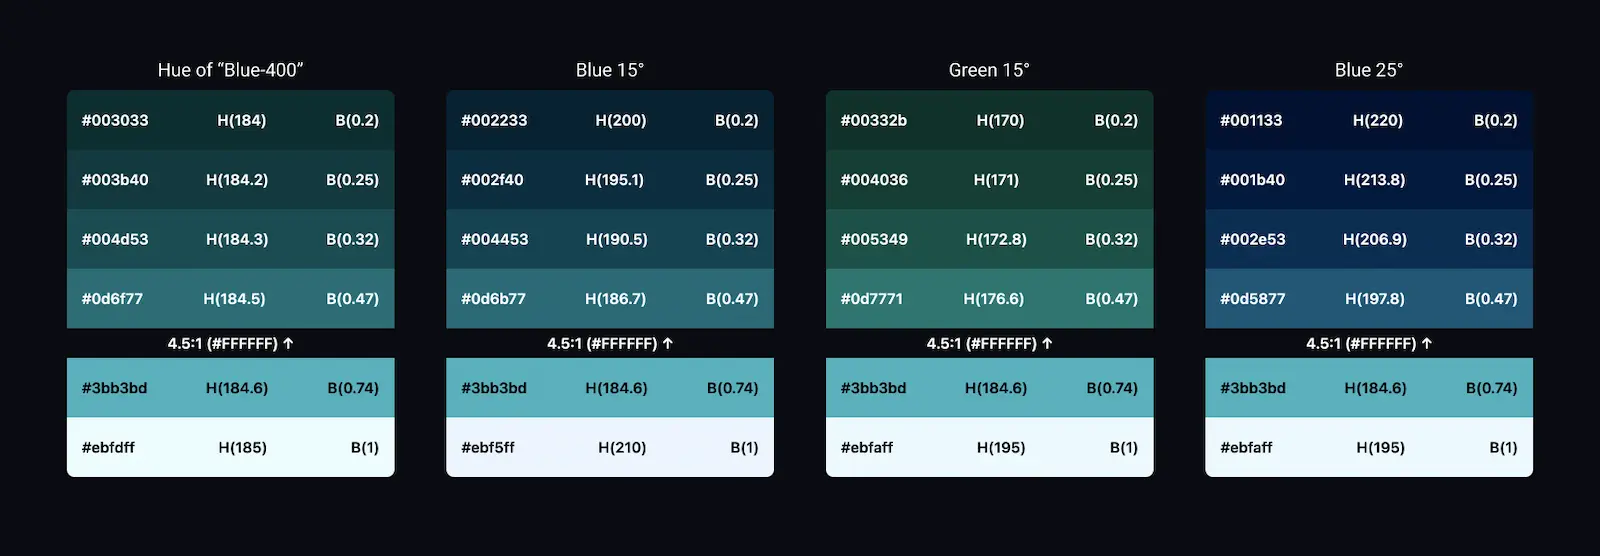 Hue of “Blue-400”
#003033 H(184) B(0.2)
#003b40 H(184.2) B(0.25)
#004d53 H(184.3) B(0.32)
#0d6f77 H(184.5) B(0.47)
4.5:1 (#FFFFFF) ↑
#3bb3bd H(184.6) B(0.74)
#ebfdff H(185) B(1)
Blue 15°
#002233 H(200) B(0.2)
#002f40 H(195.1) B(0.25)
#004453 H(190.5) B(0.32)
#0d6b77 H(186.7) B(0.47)
4.5:1 (#FFFFFF) ↑
#3bb3bd H(184.6) B(0.74)
#ebf5ff H(210) B(1)
Green 15°
#00332b H(170) B(0.2)
#004036 H(171) B(0.25)
#005349 H(172.8) B(0.32)
#0d7771 H(176.6) B(0.47)
4.5:1 (#FFFFFF) ↑
#3bb3bd H(184.6) B(0.74)
#ebfaff H(195) B(1)
Blue 25°
#001133 H(220) B(0.2)
#001b40 H(213.8) B(0.25)
#002e53 H(206.9) B(0.32)
#0d5877 H(197.8) B(0.47)
4.5:1 (#FFFFFF) ↑
#3bb3bd H(184.6) B(0.74)
#ebfaff H(195) B(1)